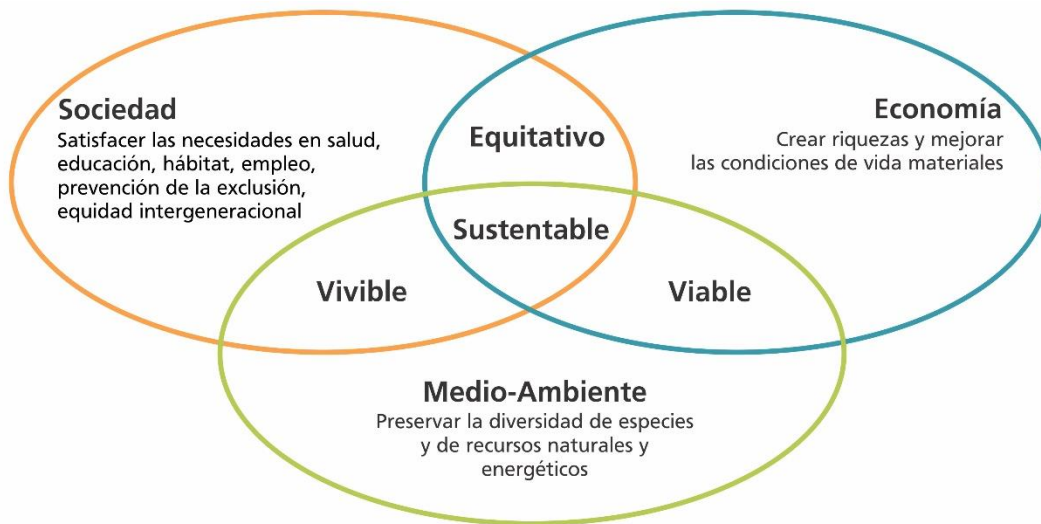 Sociedad
Satisfacer las necesidades en salud,
educación, hábitat, empleo,
prevención de la exclusión,
equidad intergeneracional
Equitativo
Economía
Crear riquezas y mejorar
las condiciones de vida materiales
Sustentable
Vivible
Viable
Medio-Ambiente
Preservar la diversidad de especies
y de recursos naturales y
energéticos